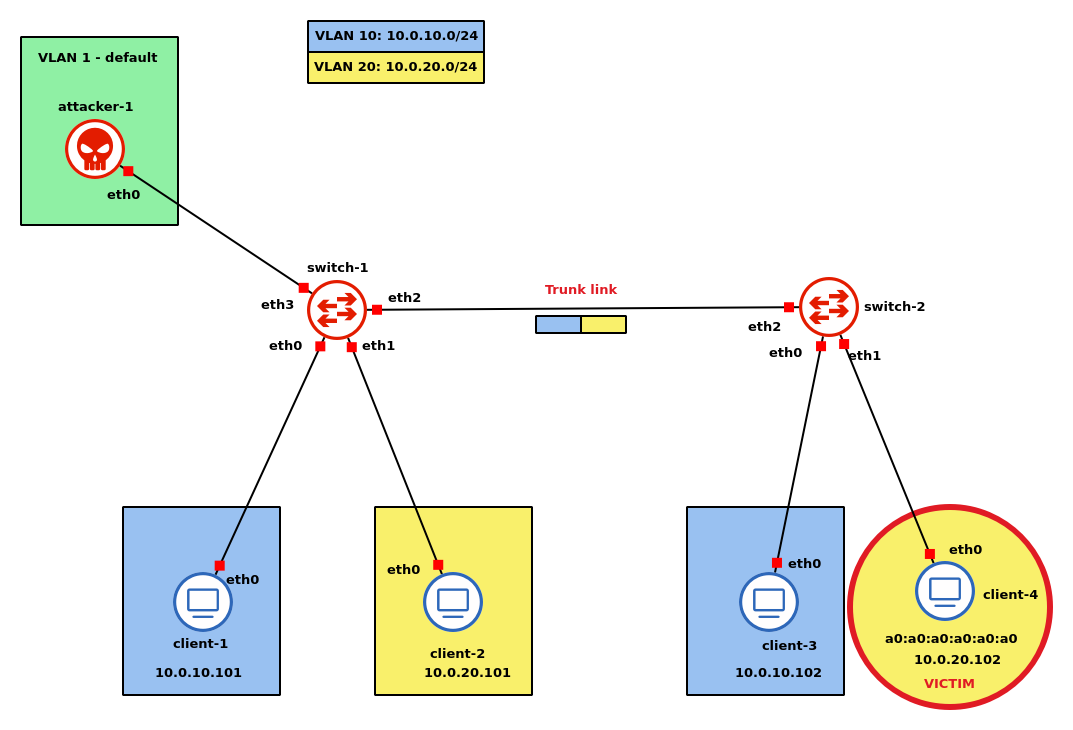 VLAN 10: 10.0.10.0/24
VLAN 20: 10.0.20.0/24
VLAN 1 - default
attacker-1
eth0
switch-1
eth3
eth2
eth0
eth1
Trunk link
switch-2
eth2
eth0
eth1
eth0
client-1
10.0.10.101
eth0
client-2
10.0.20.101
eth0
client-3
10.0.10.102
eth0
client-4
a0:a0:a0:a0:a0:a0
10.0.20.102
VICTIM